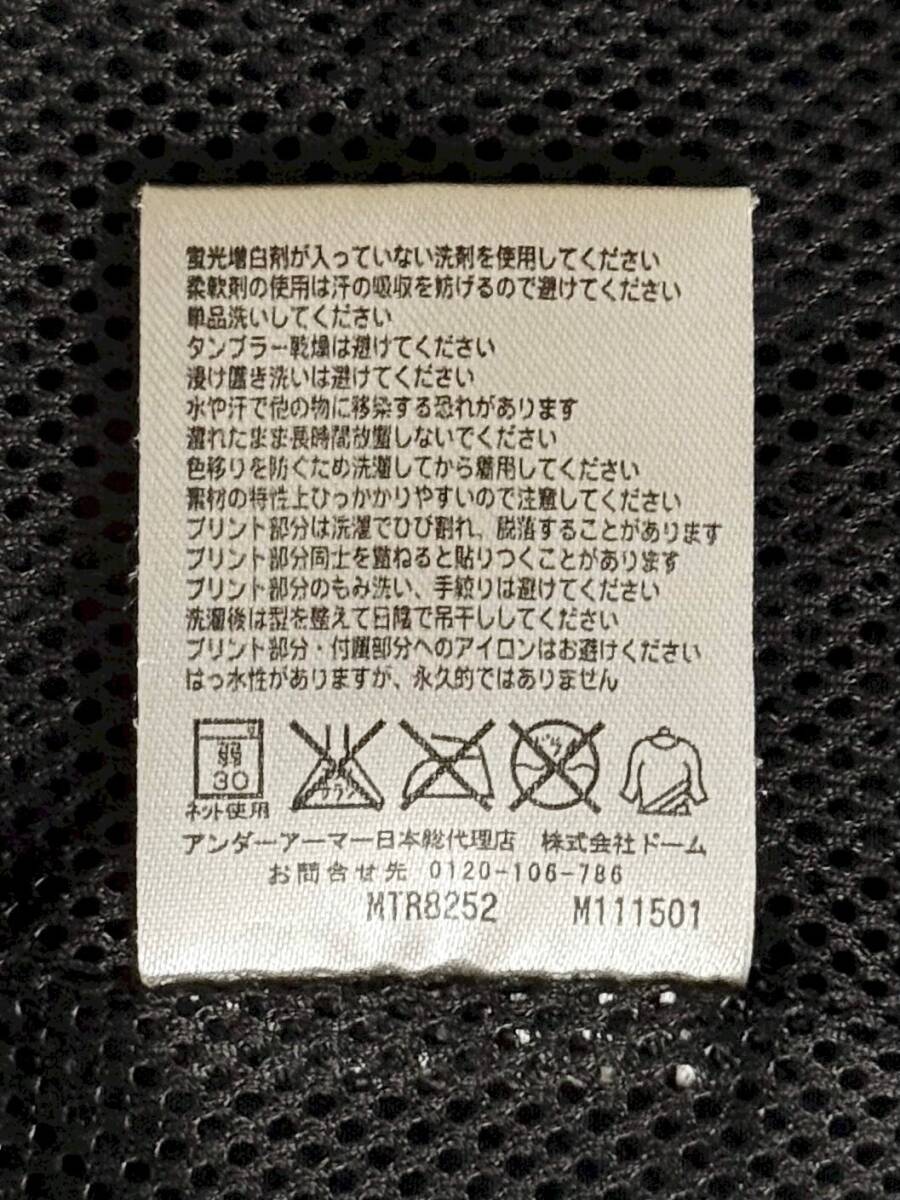 蛍光増白剤が入っていない洗剤を使用してください
柔軟剤の使用は汗の吸収を妨げるので避けてください
単品洗いしてください
タンブラー乾燥は避けてください
浸け置き洗いは避けてください
水や汗で他の物に移染する恐れがあります
濡れたまま長時間放置しないでください
色移りを防ぐため洗濯してから着用してください
素材の特性上ひっかかりやすいので注意してください
プリント部分は洗濯でひび割れ、脱落することがあります
プリント部分同士を重ねると貼りつくことがあります
プリント部分のもみ洗い、手絞りは避けてください
洗濯後は型を整えて日陰で吊干ししてください
プリント部分・付属部分へのアイロンはお避けください
はっ水性がありますが、永久的ではありません
弱
30
ネット使用
エンソサラシ
ドライ
アンダーアーマー日本総代理店 株式会社ドーム
お問合せ先 0120-106-786
MTR8252 M111501